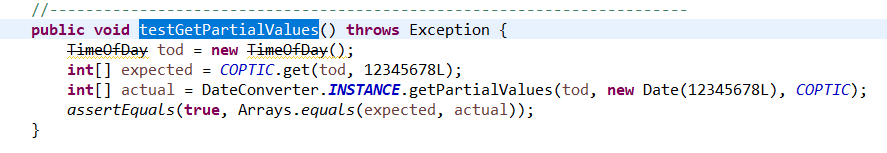 //-----------------------------------------------------------------------
public void testGetPartialValues() throws Exception {
TimeOfDay tod = new TimeOfDay();
int[] expected = COPTIC.get(tod, 12345678L);
int[] actual = DateConverter.INSTANCE.getPartialValues(tod, new Date(12345678L), COPTIC);
assertEquals(true, Arrays.equals(expected, actual));
}